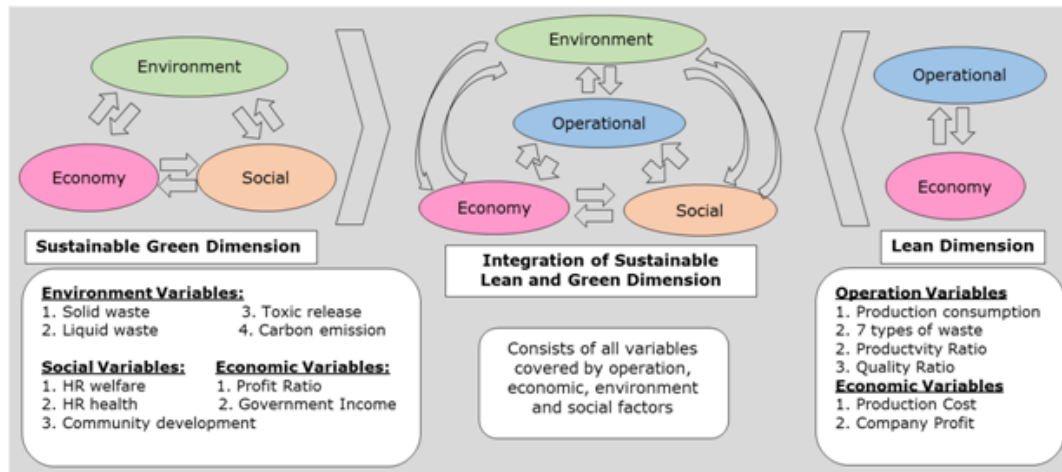 Environment
Economy
Social
Sustainable Green Dimension
Environment Variables:
1. Solid waste
2. Liquid waste
3. Toxic release
4. Carbon emission
Social Variables:
1. HR welfare
2. HR health
3. Community development
Economic Variables:
1. Profit Ratio
2. Government Income
Environment
Operational
Economy
Social
Integration of Sustainable
Lean and Green Dimension
Consists of all variables
covered by operation,
economic, environment
and social factors
Operational
Economy
Lean Dimension
Operation Variables
1. Production consumption
2. 7 types of waste
2. Productvity Ratio
3. Quality Ratio
Economic Variables
1. Production Cost
2. Company Profit